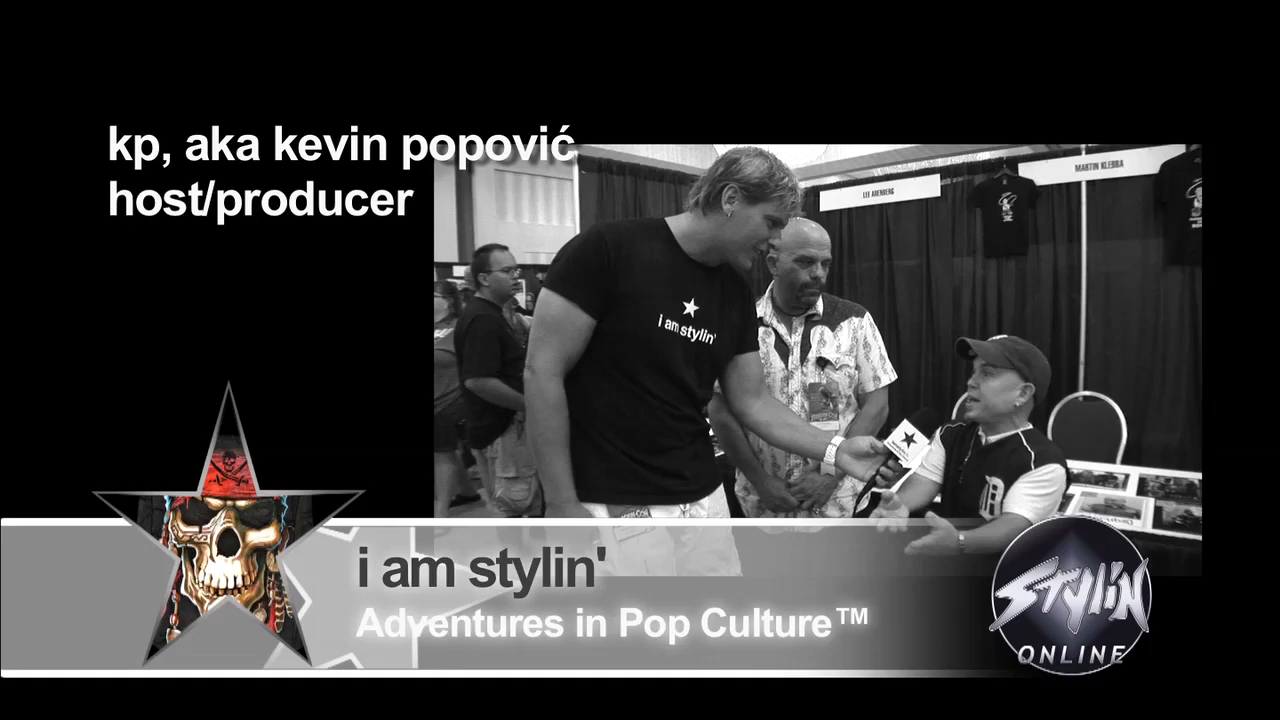 kp, aka kevin popović
host/producer
LEE ARENBERG
MARTIN KLEBBA
i am stylin'
D
i am stylin'
Adventures in Pop Culture™
STYLIN
ONLINE